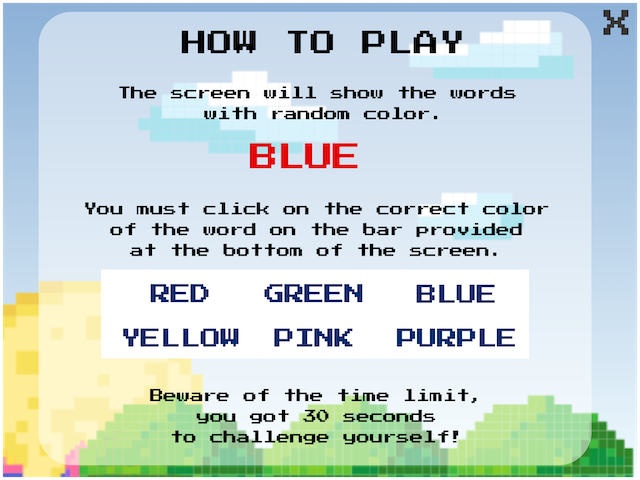 HOW TO PLAY
The screen will show the words
with random color.
BLUE
You must click on the correct color
of the word on the bar provided
at the bottom of the screen.
RED GREEN BLUE
YELLOW PINK PURPLE
Beware of the time limit,
you got 30 seconds
to challenge yourself!